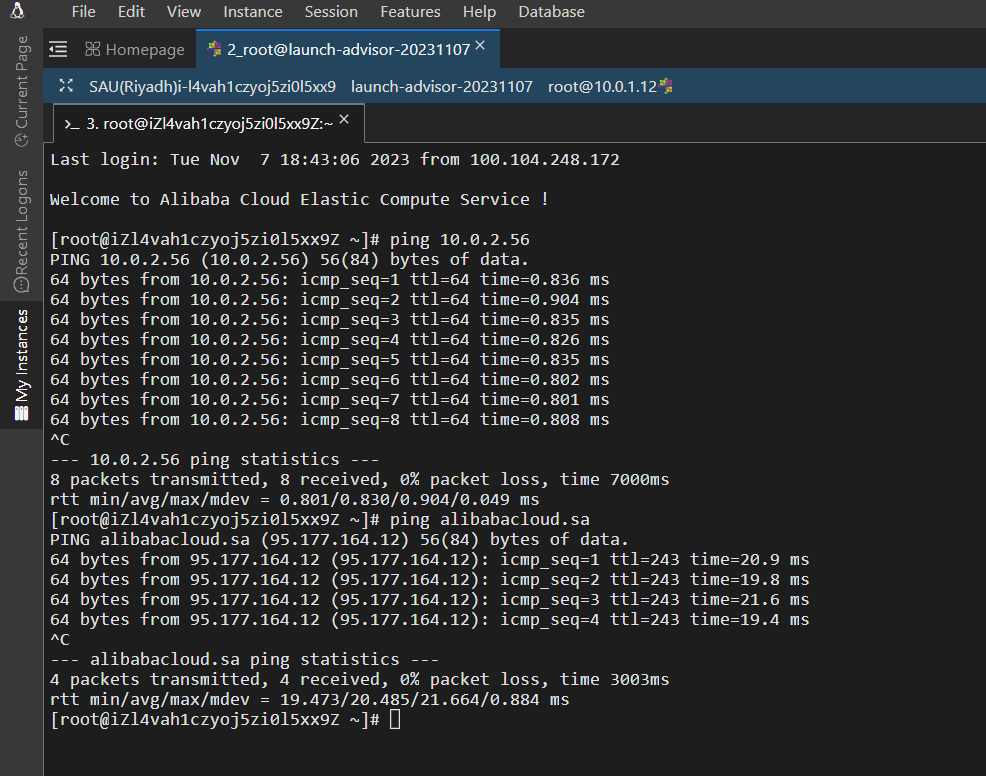 File Edit View Instance Session Features Help Database
Homepage 2_root@launch-advisor-20231107 ×
SAU(Riyadh)i-l4vah1czyoj5zi0l5xx9 launch-advisor-20231107 root@10.0.1.12
>_ 3. root@iZl4vah1czyoj5zi0l5xx9Z:~ ×
Current Page
Recent Logons
My Instances
Last login: Tue Nov  7 18:43:06 2023 from 100.104.248.172
Welcome to Alibaba Cloud Elastic Compute Service !
[root@iZl4vah1czyoj5zi0l5xx9Z ~]# ping 10.0.2.56
PING 10.0.2.56 (10.0.2.56) 56(84) bytes of data.
64 bytes from 10.0.2.56: icmp_seq=1 ttl=64 time=0.836 ms
64 bytes from 10.0.2.56: icmp_seq=2 ttl=64 time=0.904 ms
64 bytes from 10.0.2.56: icmp_seq=3 ttl=64 time=0.835 ms
64 bytes from 10.0.2.56: icmp_seq=4 ttl=64 time=0.826 ms
64 bytes from 10.0.2.56: icmp_seq=5 ttl=64 time=0.835 ms
64 bytes from 10.0.2.56: icmp_seq=6 ttl=64 time=0.802 ms
64 bytes from 10.0.2.56: icmp_seq=7 ttl=64 time=0.801 ms
64 bytes from 10.0.2.56: icmp_seq=8 ttl=64 time=0.808 ms
^C
--- 10.0.2.56 ping statistics ---
8 packets transmitted, 8 received, 0% packet loss, time 7000ms
rtt min/avg/max/mdev = 0.801/0.830/0.904/0.049 ms
[root@iZl4vah1czyoj5zi0l5xx9Z ~]# ping alibabacloud.sa
PING alibabacloud.sa (95.177.164.12) 56(84) bytes of data.
64 bytes from 95.177.164.12 (95.177.164.12): icmp_seq=1 ttl=243 time=20.9 ms
64 bytes from 95.177.164.12 (95.177.164.12): icmp_seq=2 ttl=243 time=19.8 ms
64 bytes from 95.177.164.12 (95.177.164.12): icmp_seq=3 ttl=243 time=21.6 ms
64 bytes from 95.177.164.12 (95.177.164.12): icmp_seq=4 ttl=243 time=19.4 ms
^C
--- alibabacloud.sa ping statistics ---
4 packets transmitted, 4 received, 0% packet loss, time 3003ms
rtt min/avg/max/mdev = 19.473/20.485/21.664/0.884 ms
[root@iZl4vah1czyoj5zi0l5xx9Z ~]#